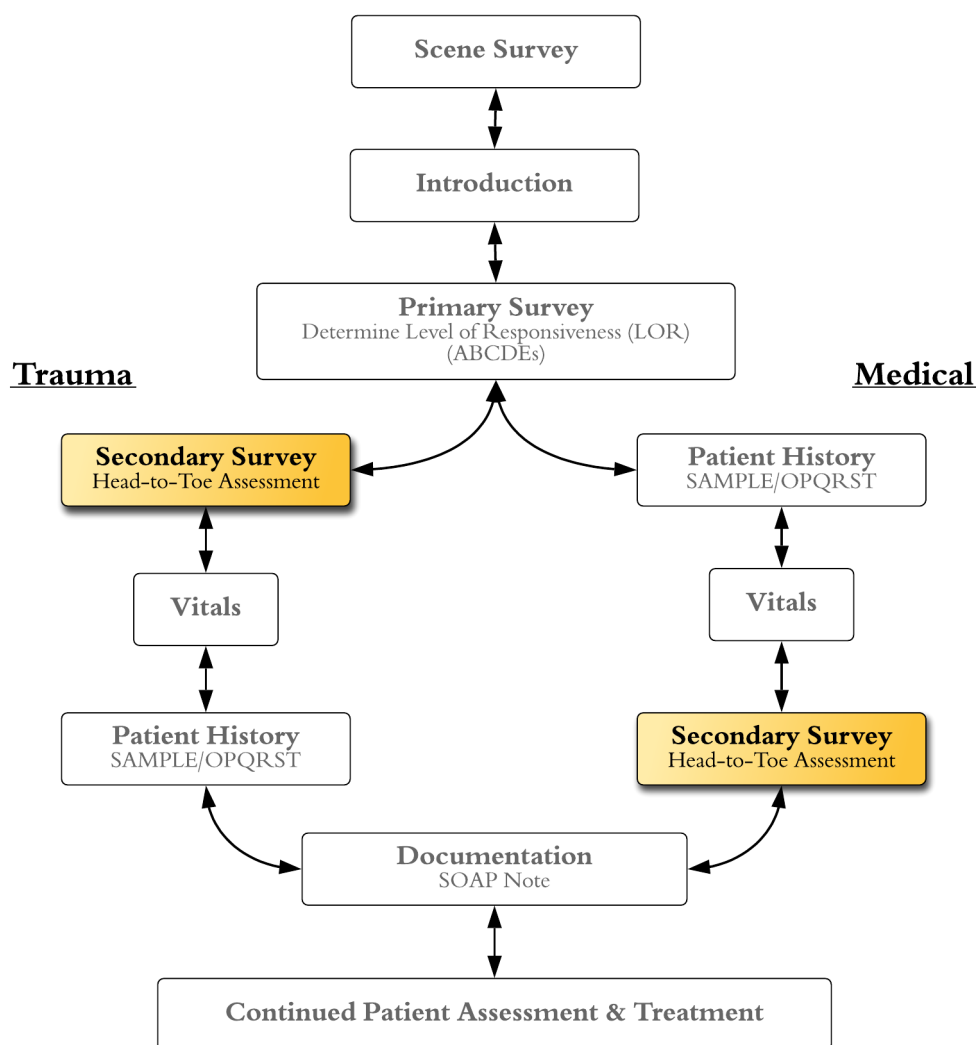 Scene Survey
Introduction
Primary Survey
Determine Level of Responsiveness (LOR)
(ABCDEs)
Trauma
Medical
Secondary Survey
Head-to-Toe Assessment
Patient History
SAMPLE/OPQRST
Vitals
Vitals
Patient History
SAMPLE/OPQRST
Secondary Survey
Head-to-Toe Assessment
Documentation
SOAP Note
Continued Patient Assessment & Treatment